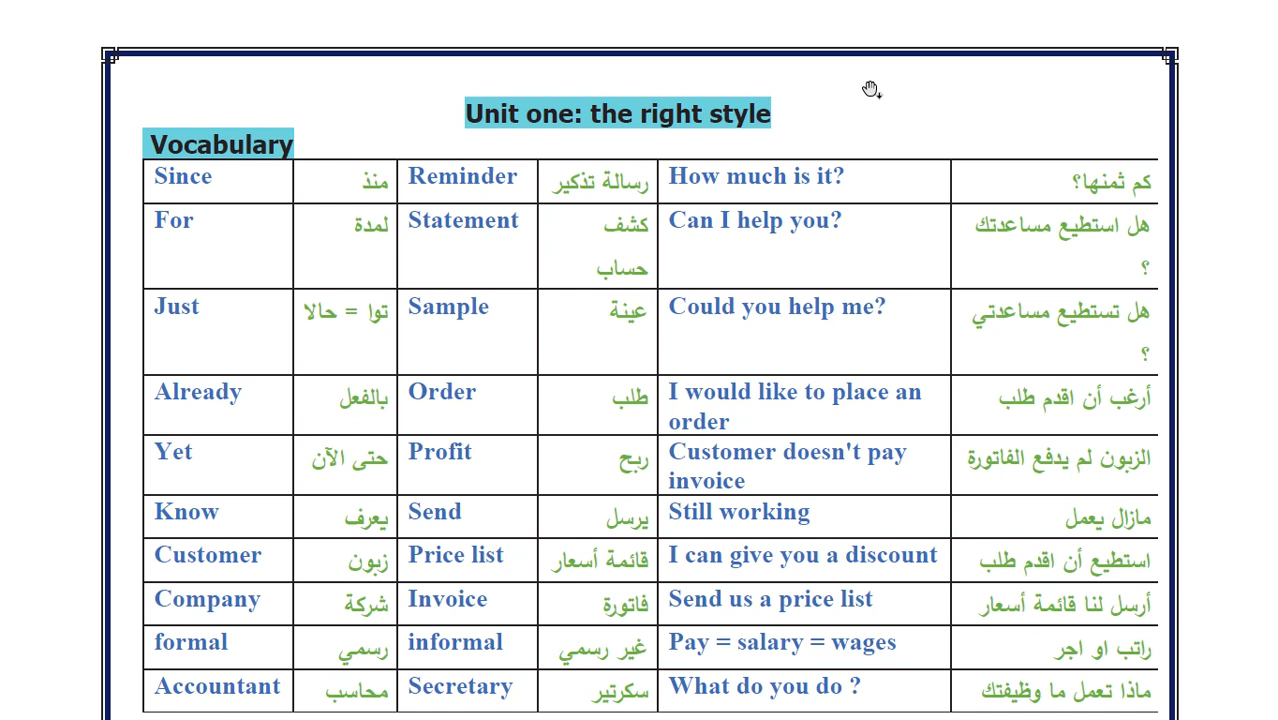 Unit one: the right style
Vocabulary
Since منذ Reminder رسالة تذكير How much is it? كم ثمنها؟
For لمدة Statement كشف Can I help you? هل استطيع مساعدتك
حساب ؟
Just توا = حالا Sample عينة Could you help me? هل تستطيع مساعدتي
؟
Already بالفعل Order طلب I would like to place an أرغب أن اقدم طلب
order
Yet حتى الآن Profit ربح Customer doesn't pay الزبون لم يدفع الفاتورة
invoice
Know يعرف Send يرسل Still working مازال يعمل
Customer زبون Price list قائمة أسعار I can give you a discount استطيع أن اقدم طلب
Company شركة Invoice فاتورة Send us a price list أرسل لنا قائمة أسعار
formal رسمي informal غير رسمي Pay = salary = wages راتب او اجر
Accountant محاسب Secretary سكرتير What do you do ? ماذا تعمل ما وظيفتك